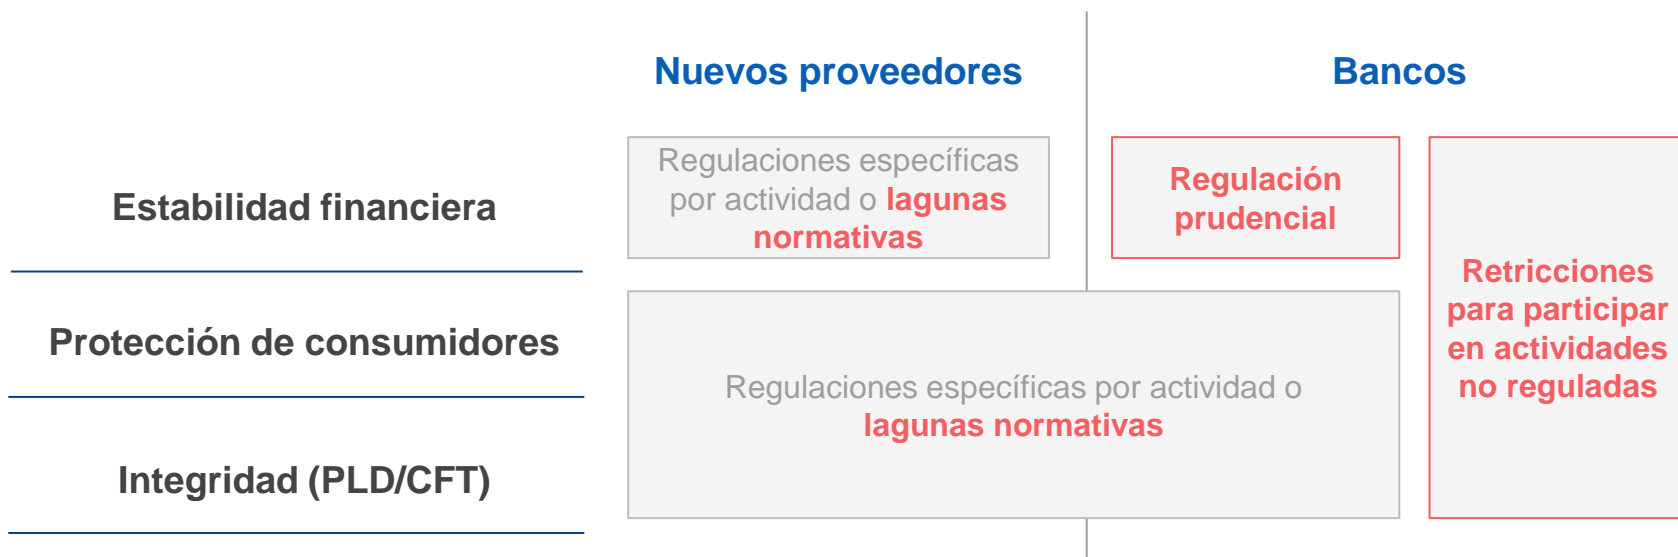 Nuevos proveedores
Bancos
Estabilidad financiera
Regulaciones específicas
por actividad o lagunas
normativas
Regulación
prudencial
Retricciones
para participar
en actividades
no reguladas
Protección de consumidores
Regulaciones específicas por actividad o
lagunas normativas
Integridad (PLD/CFT)